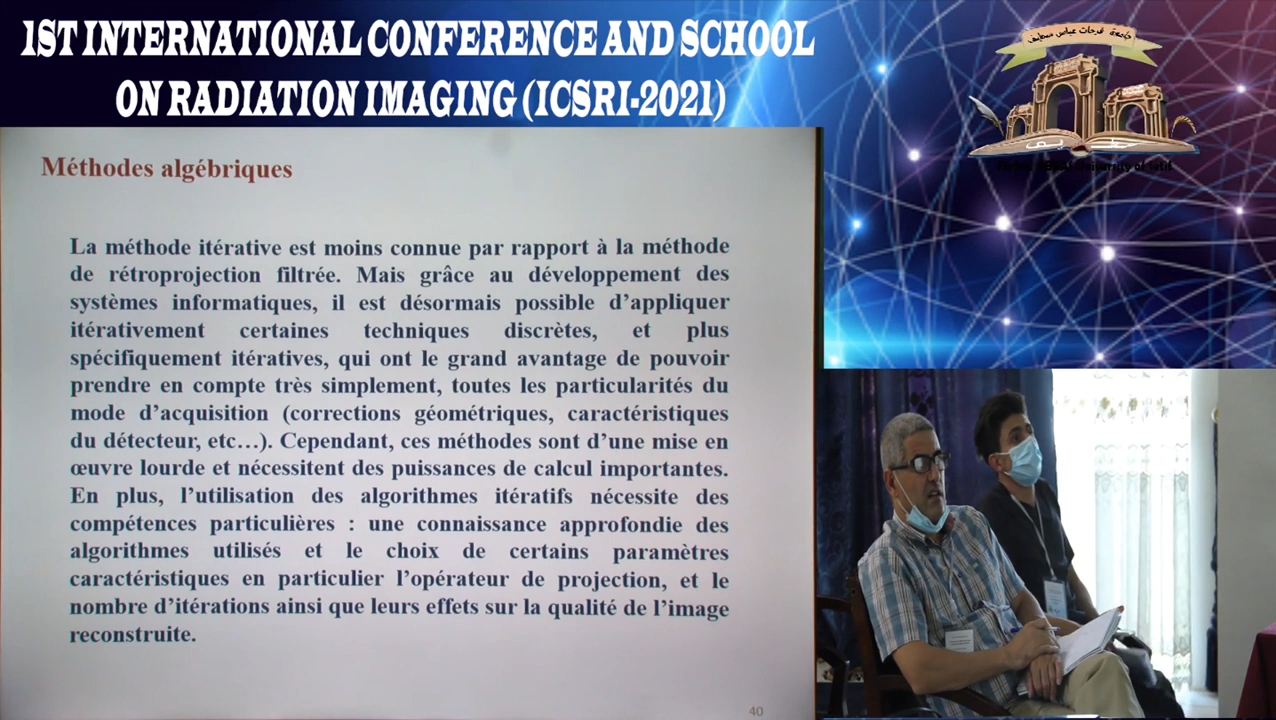 1ST INTERNATIONAL CONFERENCE AND SCHOOL
ON RADIATION IMAGING (ICSRI-2021)
جامعة فرحات عباس سطيف
Méthodes algébriques
La méthode itérative est moins connue par rapport à la méthode
de rétroprojection filtrée. Mais grâce au développement des
systèmes informatiques, il est désormais possible d’appliquer
itérativement certaines techniques discrètes, et plus
spécifiquement itératives, qui ont le grand avantage de pouvoir
prendre en compte très simplement, toutes les particularités du
mode d’acquisition (corrections géométriques, caractéristiques
du détecteur, etc…). Cependant, ces méthodes sont d’une mise en
œuvre lourde et nécessitent des puissances de calcul importantes.
En plus, l’utilisation des algorithmes itératifs nécessite des
compétences particulières : une connaissance approfondie des
algorithmes utilisés et le choix de certains paramètres
caractéristiques en particulier l’opérateur de projection, et le
nombre d’itérations ainsi que leurs effets sur la qualité de l’image
reconstruite.
40